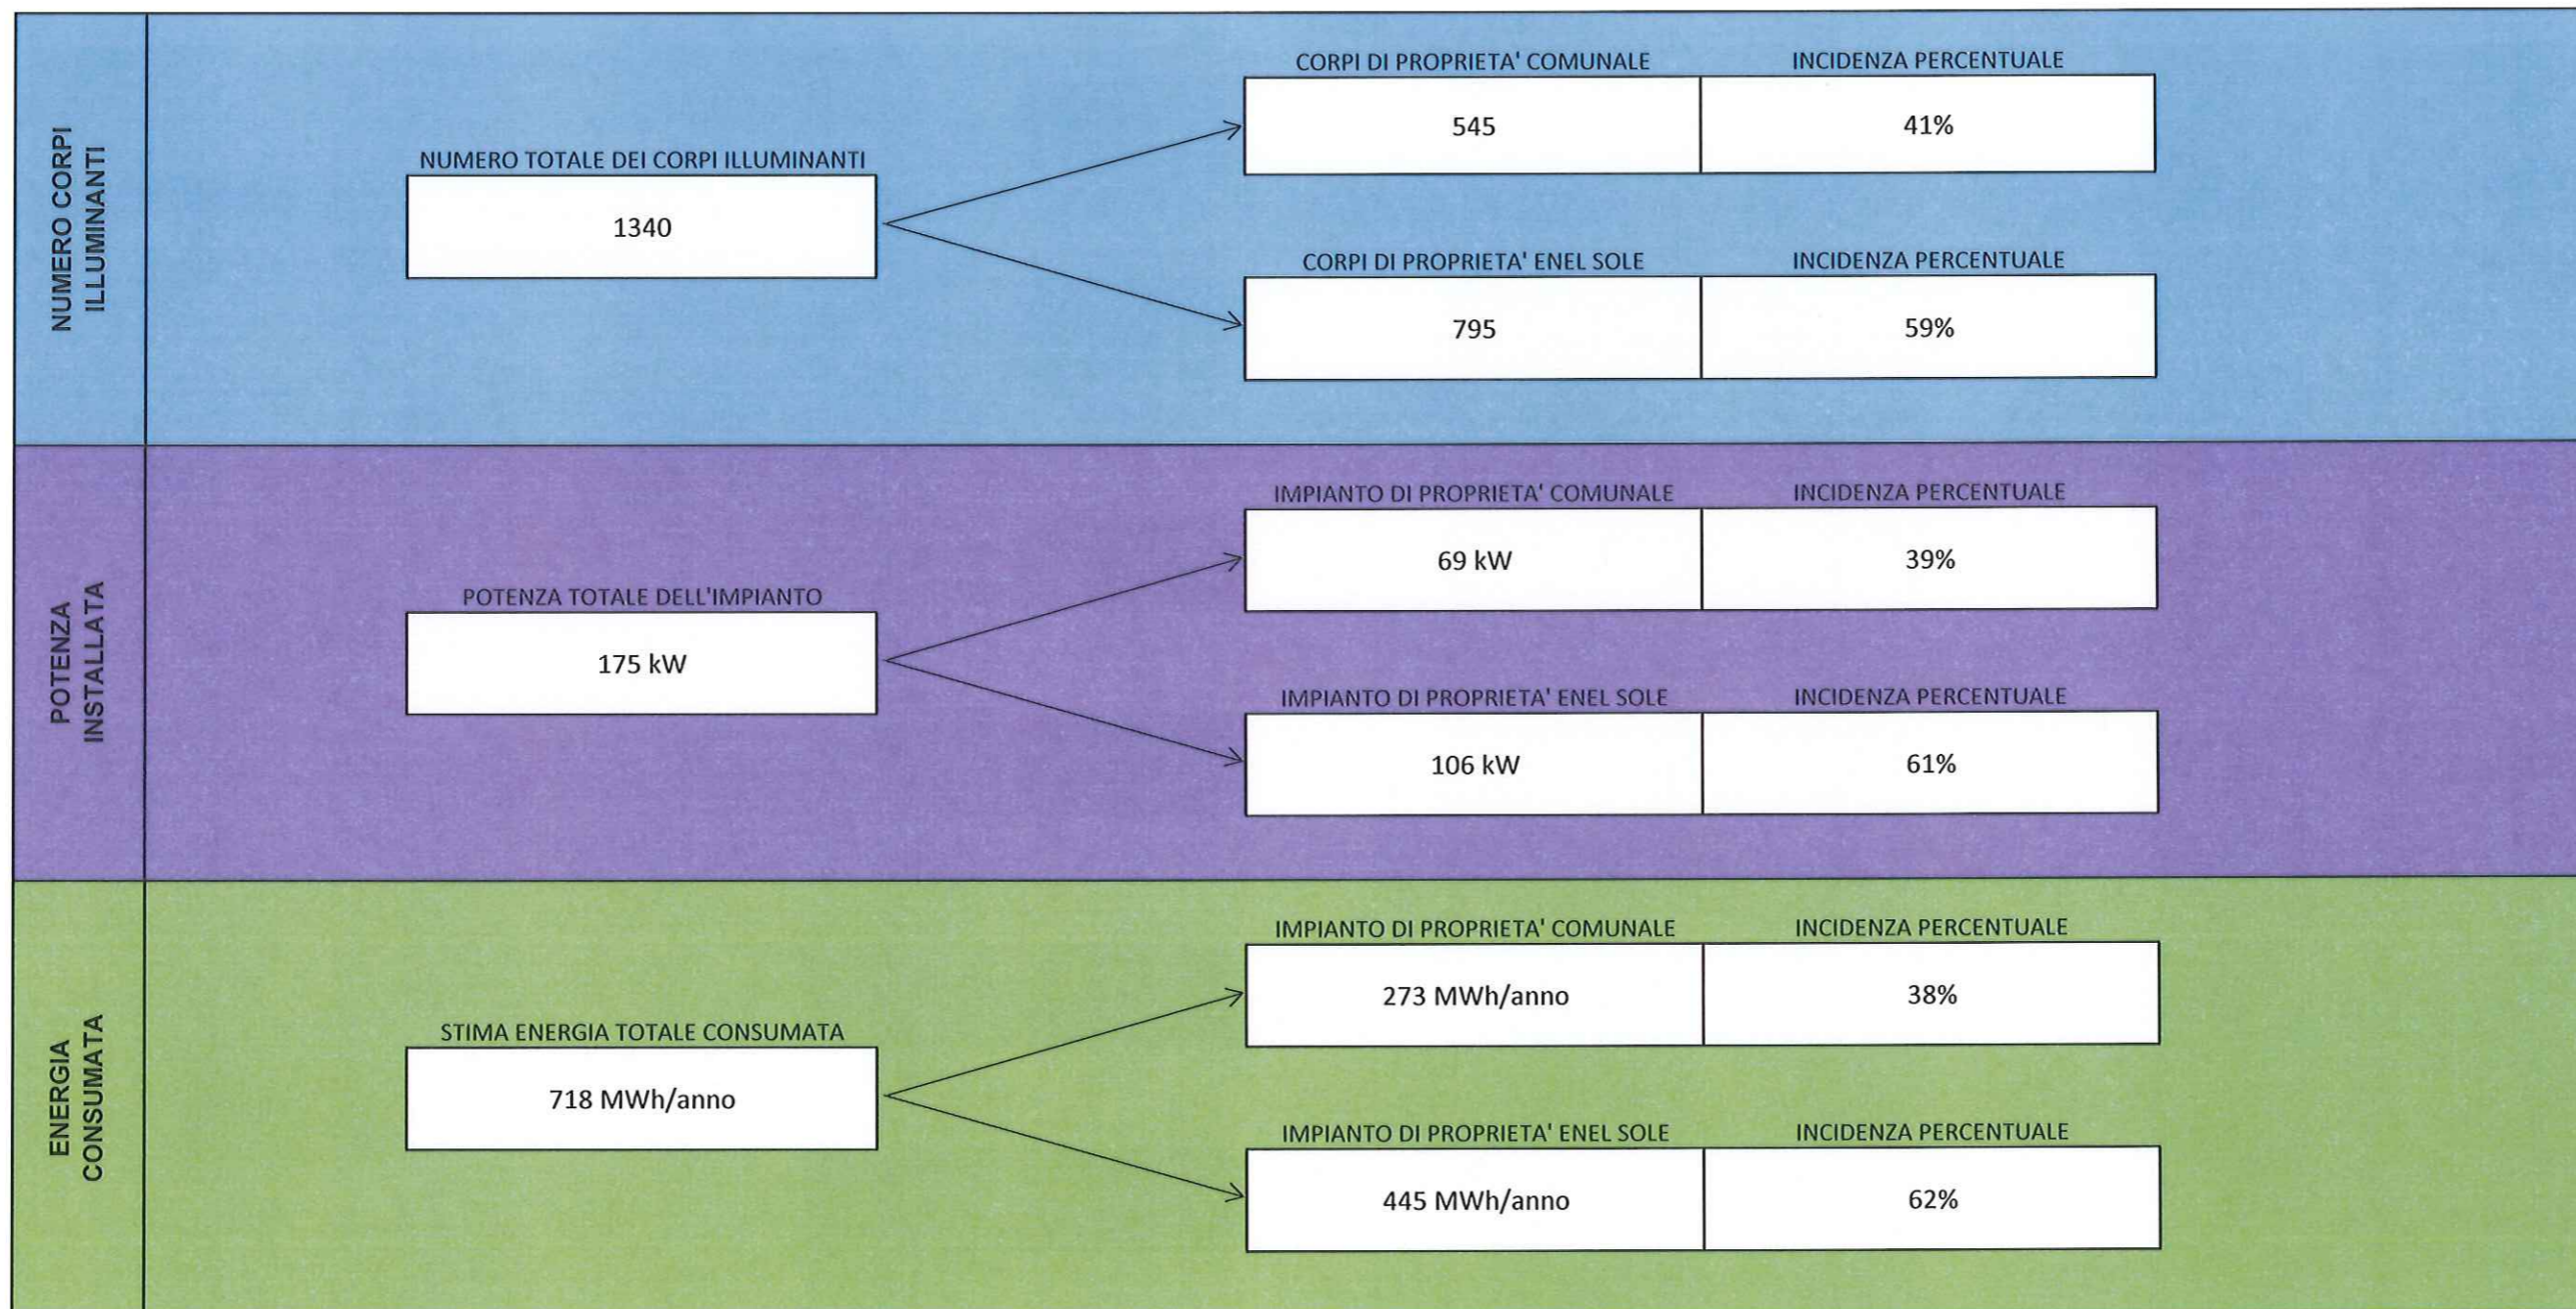 NUMERO CORPI
ILLUMINANTI
NUMERO TOTALE DEI CORPI ILLUMINANTI
1340
CORPI DI PROPRIETA' COMUNALE INCIDENZA PERCENTUALE
545 41%
CORPI DI PROPRIETA' ENEL SOLE INCIDENZA PERCENTUALE
795 59%
POTENZA
INSTALLATA
POTENZA TOTALE DELL'IMPIANTO
175 kW
IMPIANTO DI PROPRIETA' COMUNALE INCIDENZA PERCENTUALE
69 kW 39%
IMPIANTO DI PROPRIETA' ENEL SOLE INCIDENZA PERCENTUALE
106 kW 61%
ENERGIA
CONSUMATA
STIMA ENERGIA TOTALE CONSUMATA
718 MWh/anno
IMPIANTO DI PROPRIETA' COMUNALE INCIDENZA PERCENTUALE
273 MWh/anno 38%
IMPIANTO DI PROPRIETA' ENEL SOLE INCIDENZA PERCENTUALE
445 MWh/anno 62%